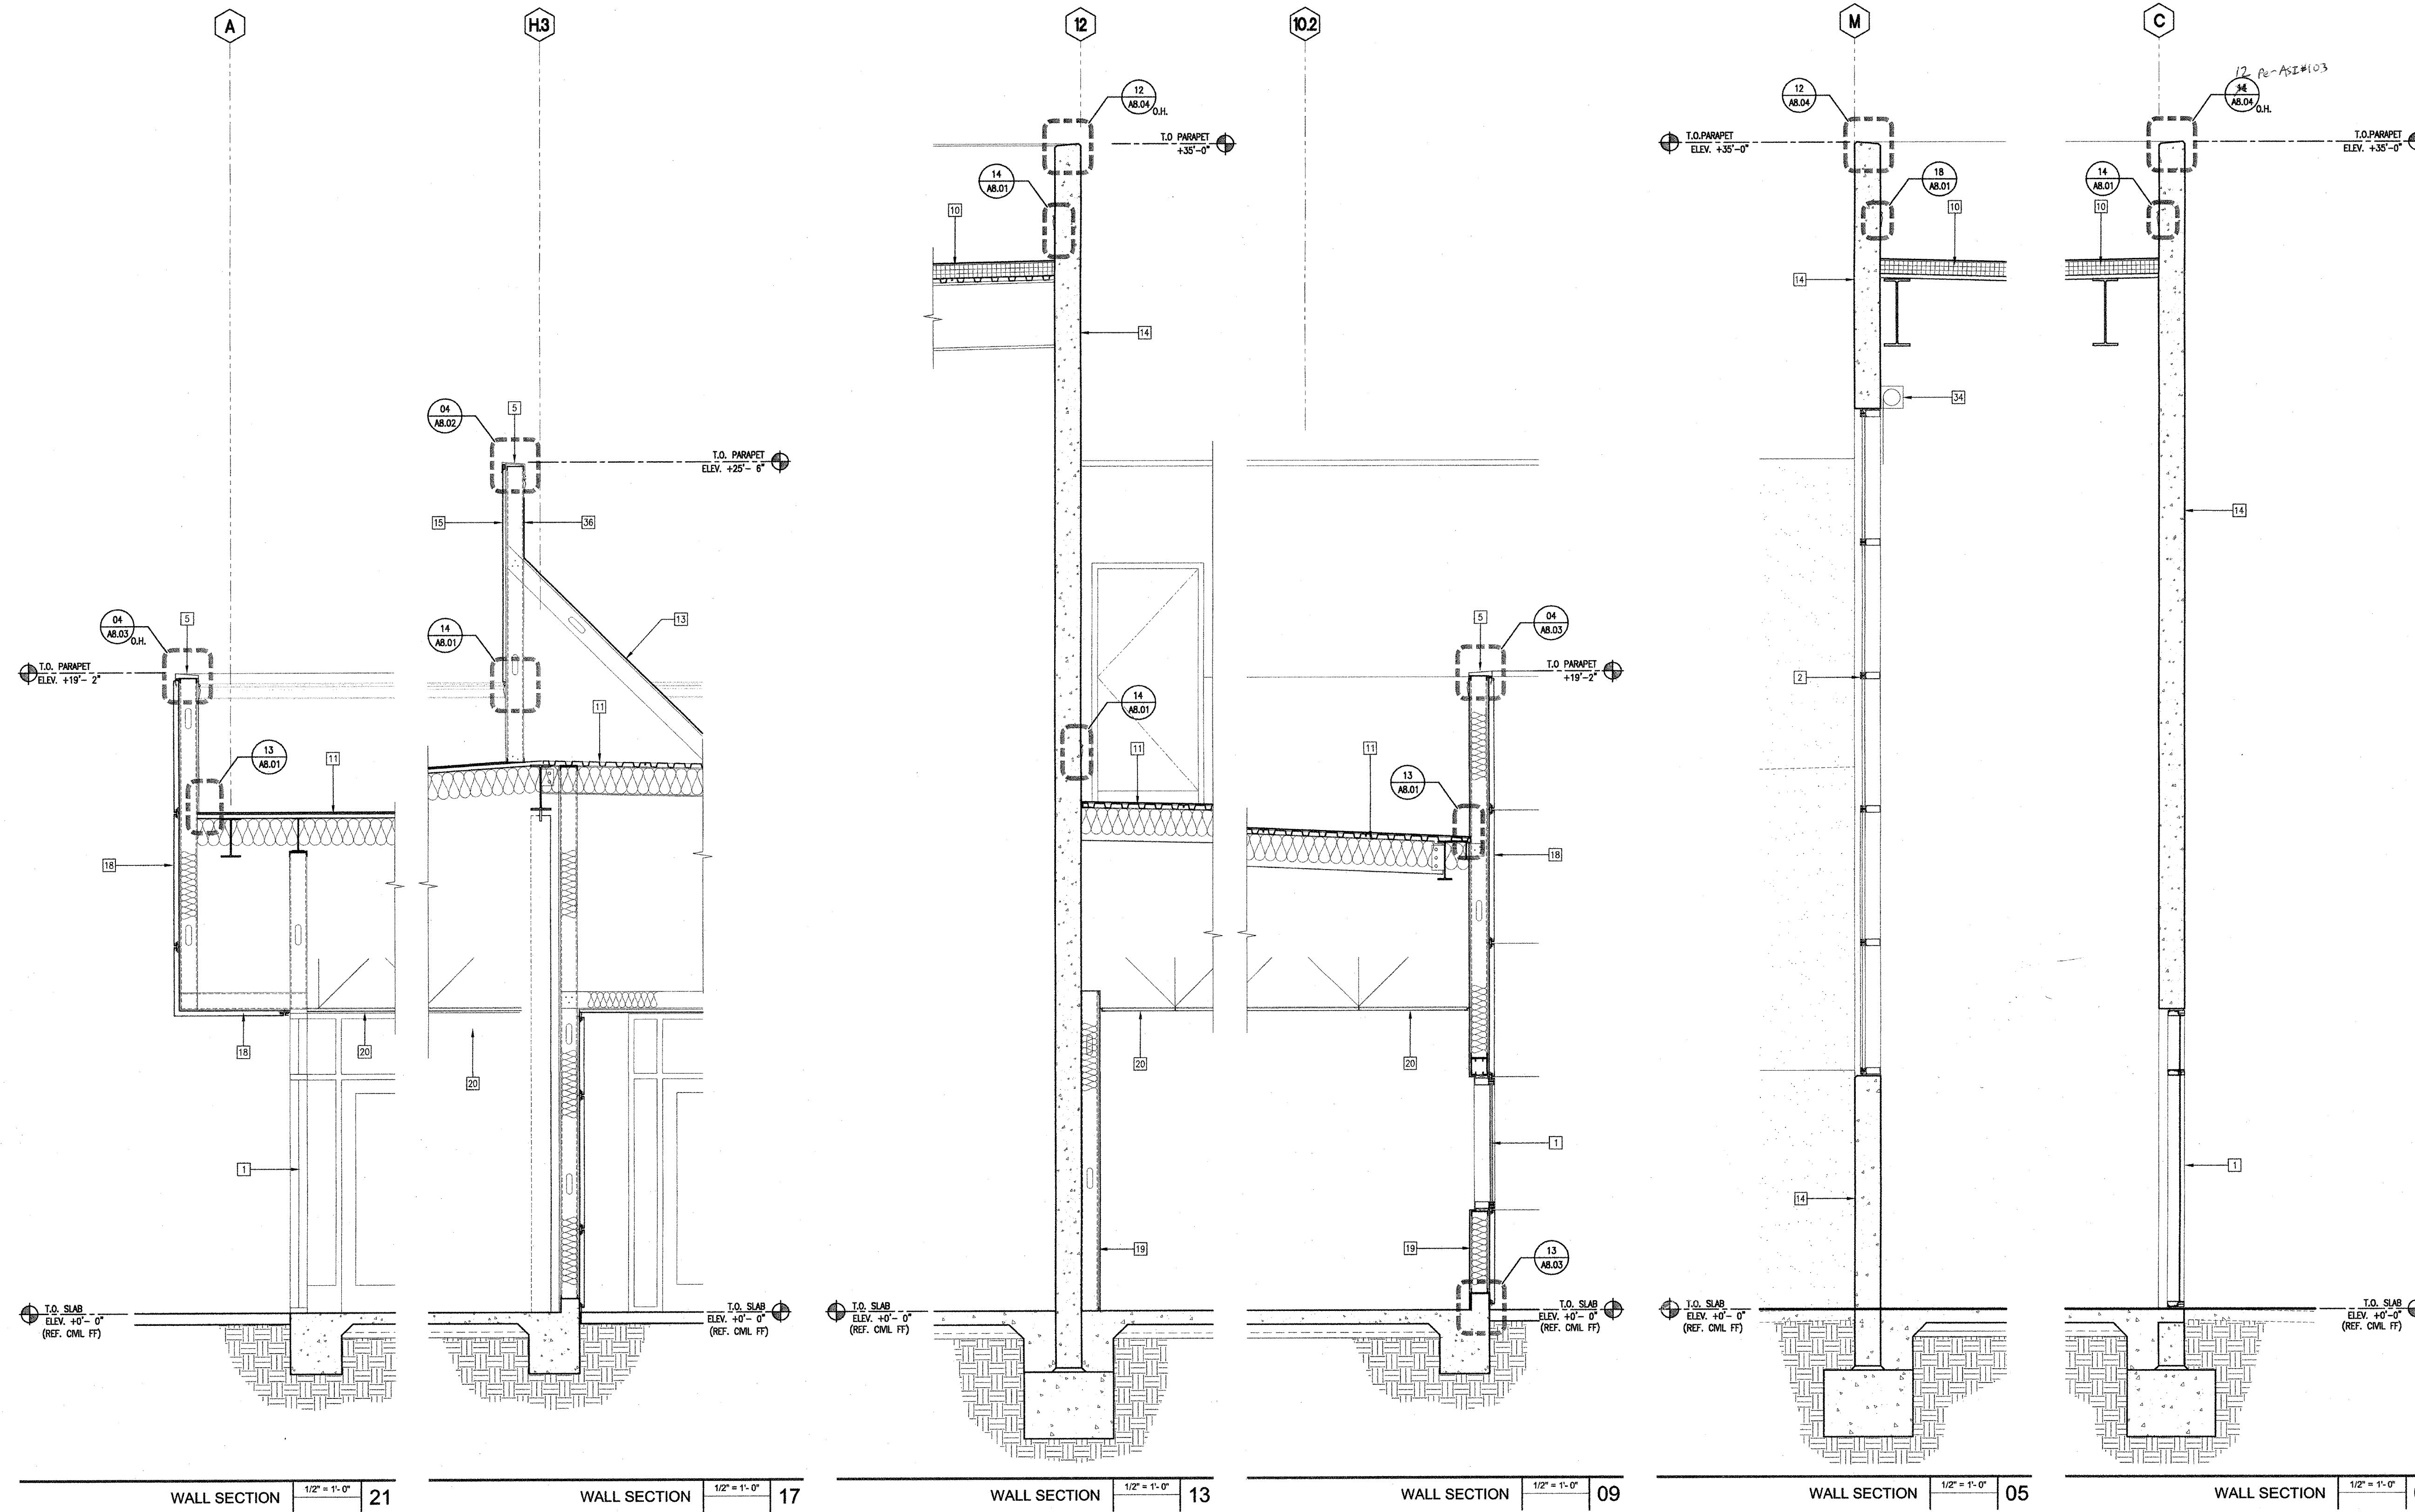 A
H.3
12
10.2
M
C
12 Pe-ASI#103
12
A8.04
O.H.
12
A8.04
14
A8.04
O.H.
T.O PARAPET
+35'-0"
T.O.PARAPET
ELEV. +35'-0"
T.O.PARAPET
ELEV. +35'-0"
14
A8.01
18
A8.01
14
A8.01
10
10
10
14
14
34
14
04
A8.02
5
T.O. PARAPET
ELEV. +25'- 6"
15
36
04
A8.03
O.H.
5
T.O. PARAPET
ELEV. +19'- 2"
14
A8.01
13
5
04
A8.03
T.O PARAPET
+19'-2"
2
13
A8.01
11
11
14
A8.01
11
11
13
A8.01
18
18
18
20
20
20
20
1
1
1
19
19
14
13
A8.03
T.O. SLAB
ELEV. +0'- 0"
(REF. CIVIL FF)
T.O. SLAB
ELEV. +0'- 0"
(REF. CIVIL FF)
T.O. SLAB
ELEV. +0'- 0"
(REF. CIVIL FF)
T.O. SLAB
ELEV. +0'- 0"
(REF. CIVIL FF)
T.O. SLAB
ELEV. +0'- 0"
(REF. CIVIL FF)
T.O. SLAB
ELEV. +0'-0"
(REF. CIVIL FF)
WALL SECTION 1/2" = 1'- 0" 21
WALL SECTION 1/2" = 1'- 0" 17
WALL SECTION 1/2" = 1'- 0" 13
WALL SECTION 1/2" = 1'- 0" 09
WALL SECTION 1/2" = 1'- 0" 05
WALL SECTION 1/2" = 1'- 0"